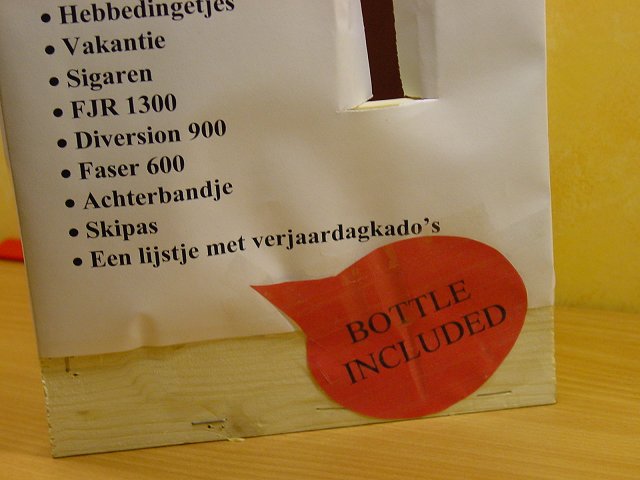 • Hebbedingetjes
• Vakantie
• Sigaren
• FJR 1300
• Diversion 900
• Faser 600
• Achterbandje
• Skipas
• Een lijstje met verjaardagkado's
BOTTLE
INCLUDED